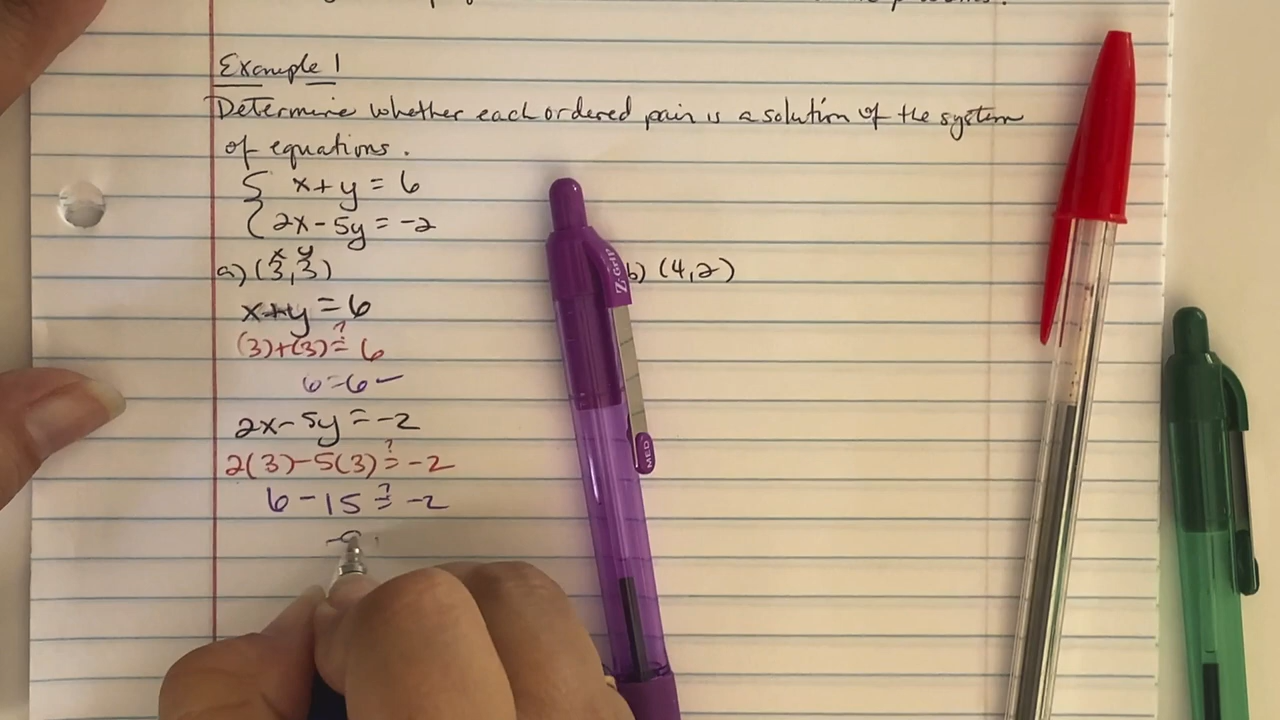 Example 1
Determine whether each ordered pair is a solution of the system
of equations.
{ x+y = 6
2x-5y = -2
x y
a) (3,3)
b) (4,2)
x+y = 6
(3)+(3) ?= 6
6=6
2x-5y = -2
2(3)-5(3) ?= -2
6-15 ?= -2
Z-Grip
MED